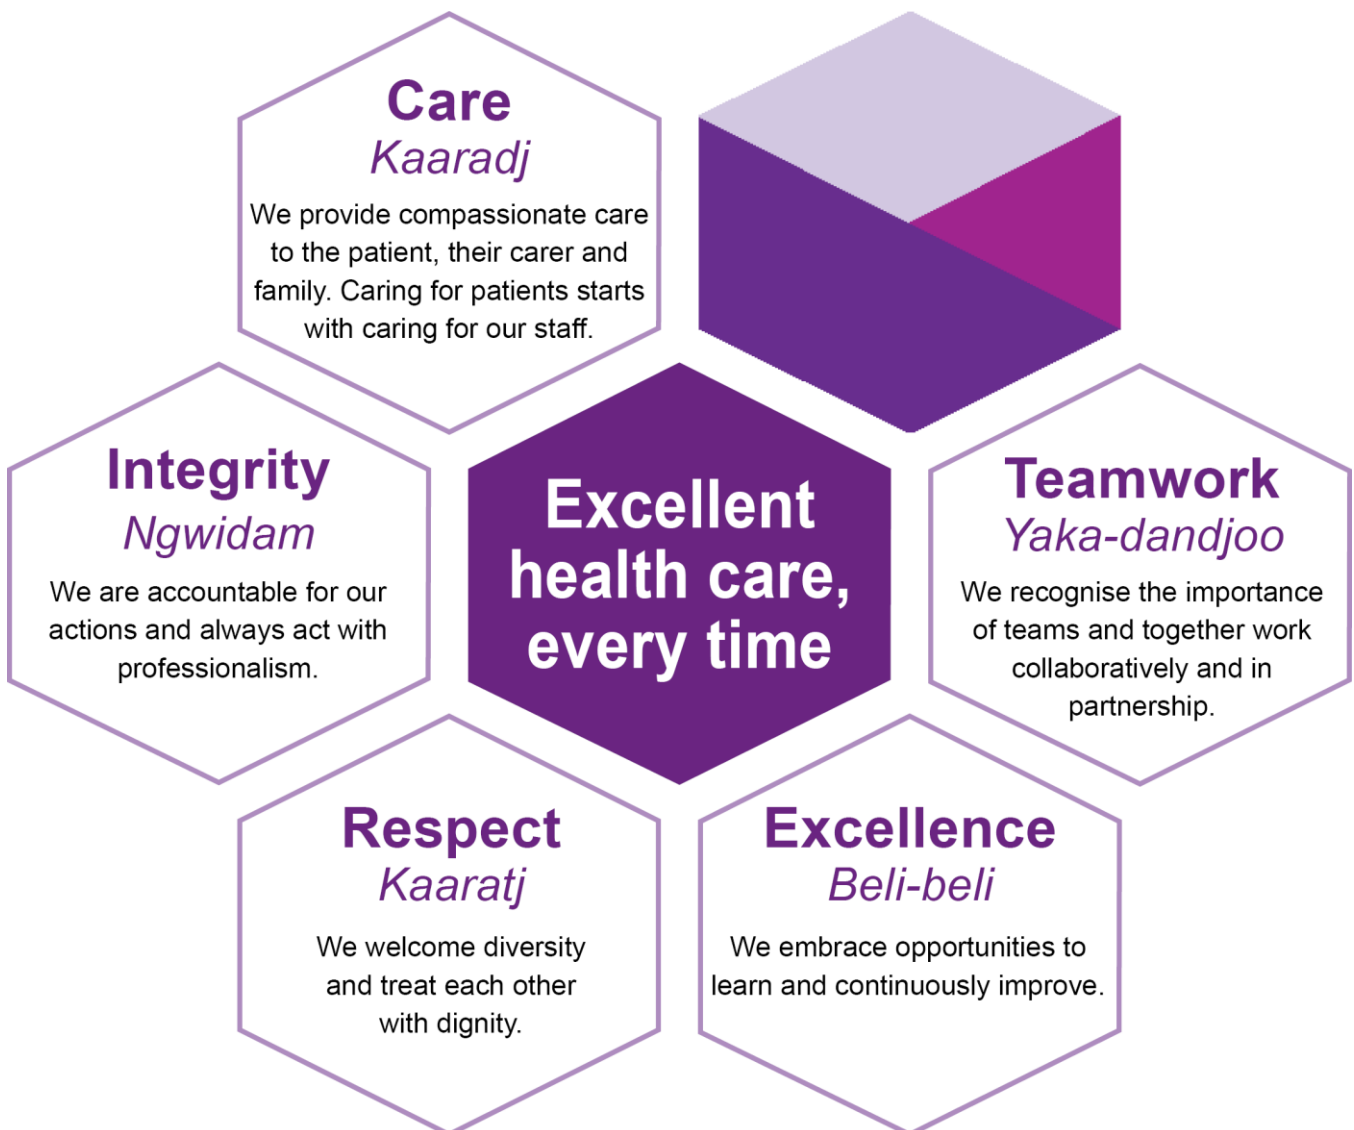 Care
Kaaradj
We provide compassionate care
to the patient, their carer and
family. Caring for patients starts
with caring for our staff.
Integrity
Ngwidam
We are accountable for our
actions and always act with
professionalism.
Excellent
health care,
every time
Teamwork
Yaka-dandjoo
We recognise the importance
of teams and together work
collaboratively and in
partnership.
Respect
Kaaratj
We welcome diversity
and treat each other
with dignity.
Excellence
Beli-beli
We embrace opportunities to
learn and continuously improve.